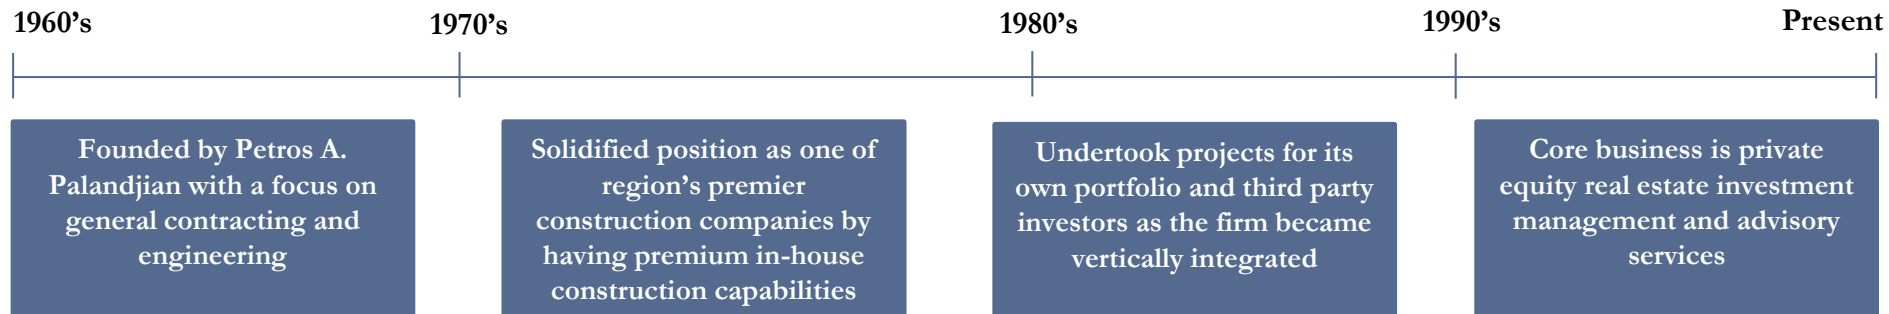 1960’s
1970’s
1980’s
1990’s
Present
Founded by Petros A.
Palandjian with a focus on
general contracting and
engineering
Solidified position as one of
region’s premier
construction companies by
having premium in-house
construction capabilities
Undertook projects for its
own portfolio and third party
investors as the firm became
vertically integrated
Core business is private
equity real estate investment
management and advisory
services